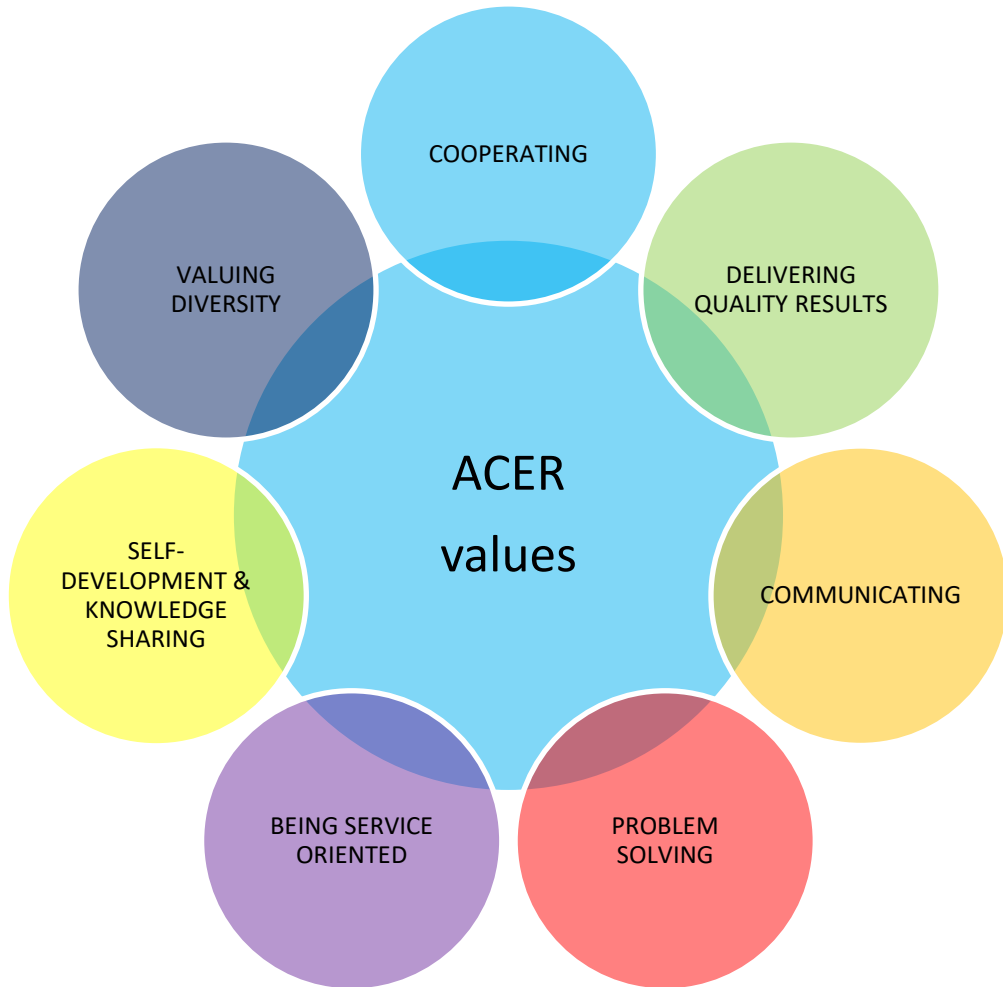 COOPERATING
DELIVERING
QUALITY RESULTS
COMMUNICATING
PROBLEM
SOLVING
BEING SERVICE
ORIENTED
SELF-
DEVELOPMENT &
KNOWLEDGE
SHARING
VALUING
DIVERSITY
ACER
values